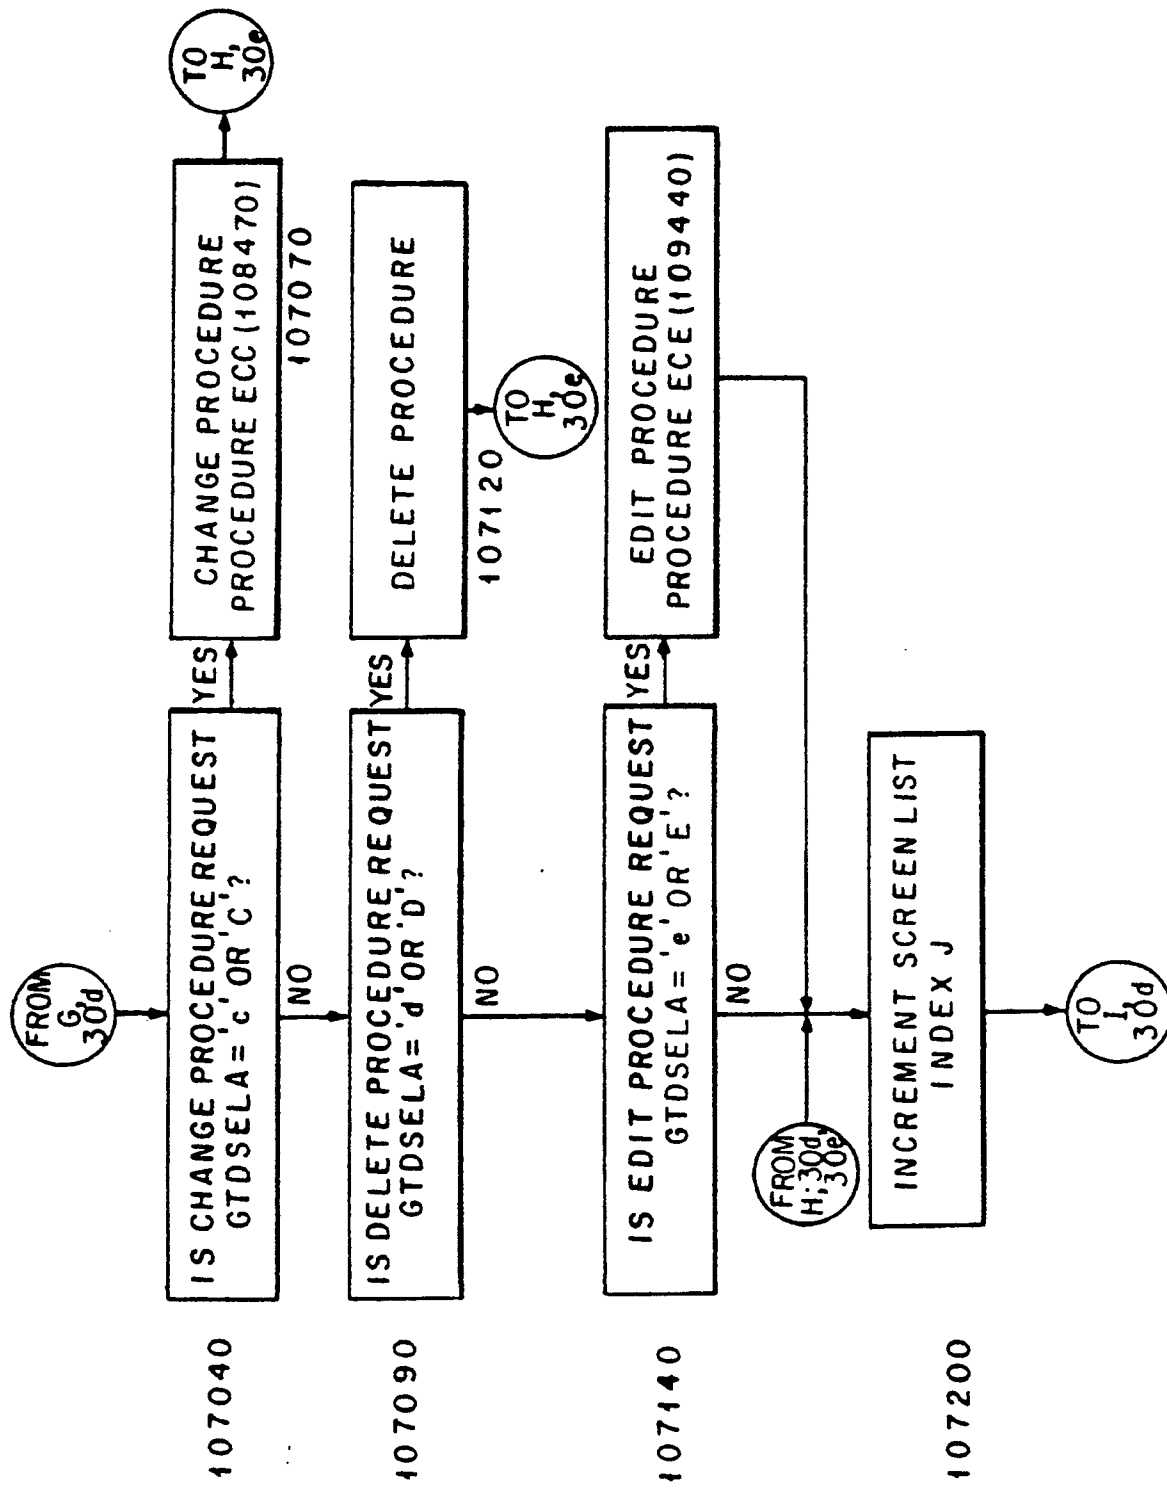 FROM
G,
30d
107040
IS CHANGE PROCEDURE REQUEST
GTDSELA='c' OR 'C'?
YES
CHANGE PROCEDURE
PROCEDURE ECC (108470)
107070
TO
H,
30e
NO
107090
IS DELETE PROCEDURE REQUEST
GTDSELA='d' OR 'D'?
YES
DELETE PROCEDURE
107120
TO
H,
30e
NO
107140
IS EDIT PROCEDURE REQUEST
GTDSELA='e' OR 'E'?
YES
EDIT PROCEDURE
PROCEDURE ECE (109440)
NO
FROM
H; 30d,
30e
107200
INCREMENT SCREEN LIST
INDEX J
TO
I,
30d